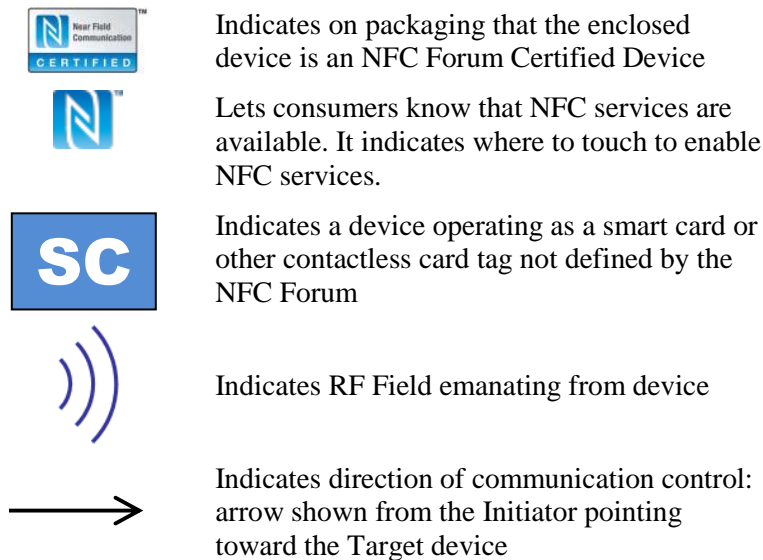 Near Field
Communication
CERTIFIED
TM
Indicates on packaging that the enclosed
device is an NFC Forum Certified Device
TM
Lets consumers know that NFC services are
available. It indicates where to touch to enable
NFC services.
SC
Indicates a device operating as a smart card or
other contactless card tag not defined by the
NFC Forum
Indicates RF Field emanating from device
Indicates direction of communication control:
arrow shown from the Initiator pointing
toward the Target device